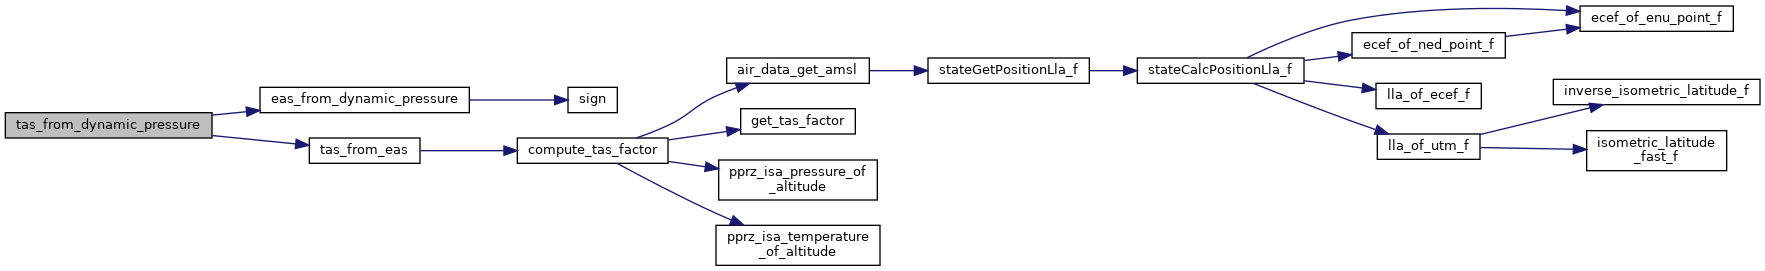 tas_from_dynamic_pressure
eas_from_dynamic_pressure
sign
tas_from_eas
compute_tas_factor
air_data_get_amsl
get_tas_factor
pprz_isa_pressure_of
_altitude
pprz_isa_temperature
_of_altitude
stateGetPositionLla_f
stateCalcPositionLla_f
ecef_of_enu_point_f
ecef_of_ned_point_f
lla_of_ecef_f
lla_of_utm_f
inverse_isometric_latitude_f
isometric_latitude
_fast_f